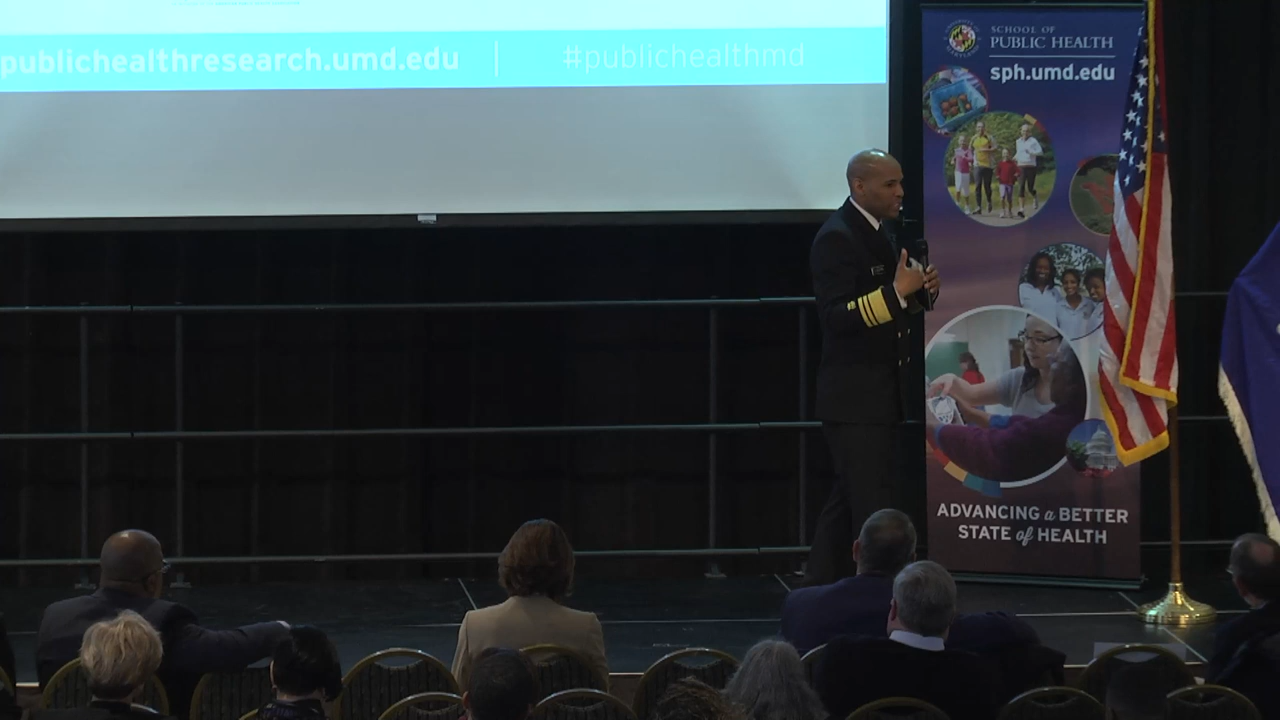 publichealthresearch.umd.edu
#publichealthmd
SCHOOL OF
PUBLIC HEALTH
sph.umd.edu
ADVANCING a BETTER
STATE of HEALTH